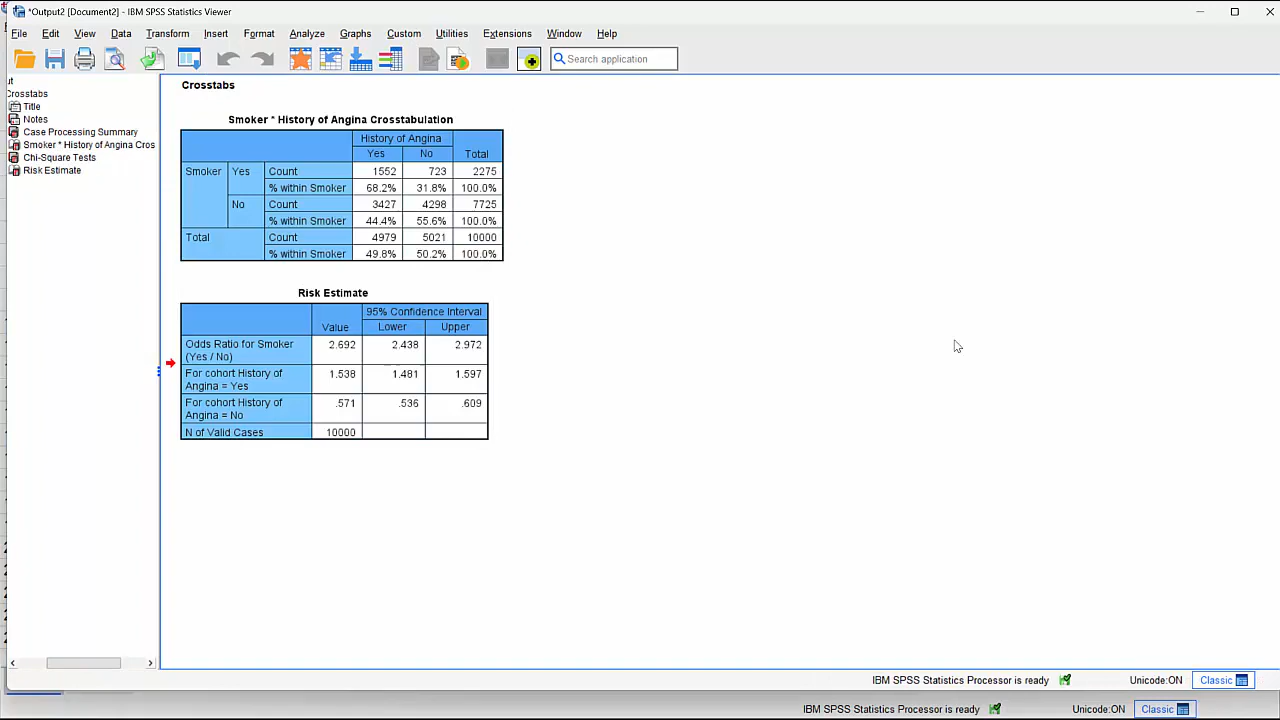 *Output2 [Document2] - IBM SPSS Statistics Viewer
File Edit View Data Transform Insert Format Analyze Graphs Custom Utilities Extensions Window Help
Search application
ut
Crosstabs
Title
Notes
Case Processing Summary
Smoker * History of Angina Cros
Chi-Square Tests
Risk Estimate
Crosstabs
Smoker * History of Angina Crosstabulation
History of Angina
Yes No Total
Smoker Yes Count 1552 723 2275
% within Smoker 68.2% 31.8% 100.0%
No Count 3427 4298 7725
% within Smoker 44.4% 55.6% 100.0%
Total Count 4979 5021 10000
% within Smoker 49.8% 50.2% 100.0%
Risk Estimate
95% Confidence Interval
Value Lower Upper
Odds Ratio for Smoker 2.692 2.438 2.972
(Yes / No)
For cohort History of 1.538 1.481 1.597
Angina = Yes
For cohort History of .571 .536 .609
Angina = No
N of Valid Cases 10000
IBM SPSS Statistics Processor is ready Unicode:ON Classic
IBM SPSS Statistics Processor is ready Unicode:ON Classic